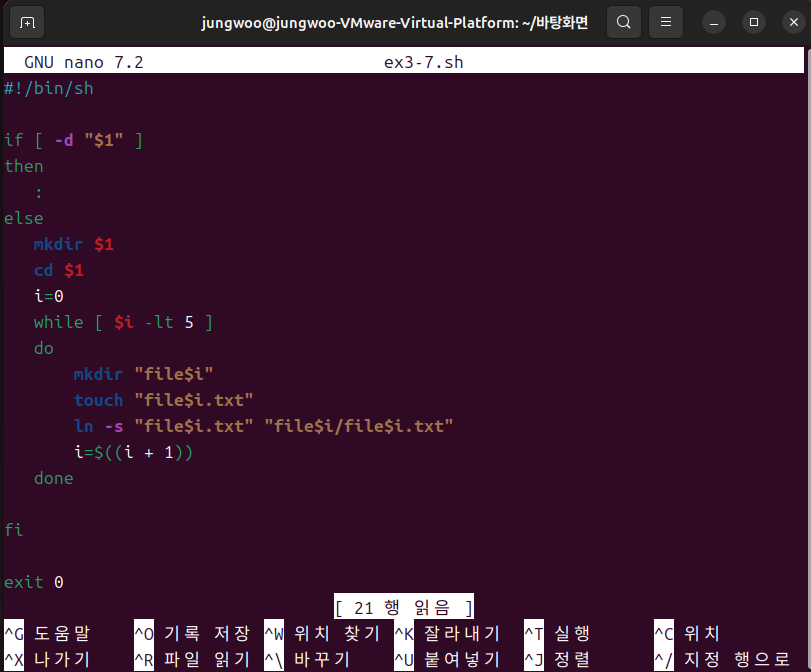 jungwoo@jungwoo-VMware-Virtual-Platform: ~/바탕화면
GNU nano 7.2 ex3-7.sh
#!/bin/sh
if [ -d "$1" ]
then
:
else
mkdir $1
cd $1
i=0
while [ $i -lt 5 ]
do
mkdir "file$i"
touch "file$i.txt"
ln -s "file$i.txt" "file$i/file$i.txt"
i=$((i + 1))
done
fi
exit 0
[ 21 행 읽음 ]
^G 도움말 ^O 기록 저장 ^W 위치 찾기 ^K 잘라내기 ^T 실행 ^C 위치
^X 나가기 ^R 파일 읽기 ^\ 바꾸기 ^U 붙여넣기 ^J 정렬 ^/ 지정 행으로